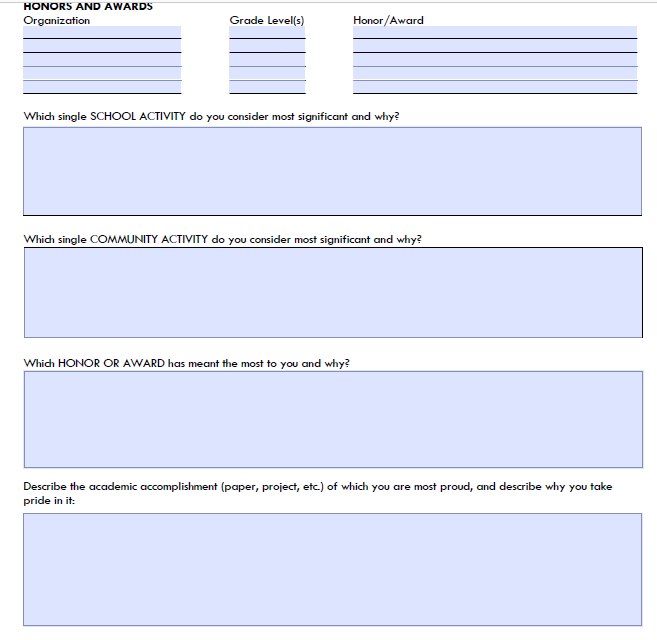 HONORS AND AWARDS
Organization Grade Level(s) Honor/Award
Which single SCHOOL ACTIVITY do you consider most significant and why?
Which single COMMUNITY ACTIVITY do you consider most significant and why?
Which HONOR OR AWARD has meant the most to you and why?
Describe the academic accomplishment (paper, project, etc.) of which you are most proud, and describe why you take
pride in it: